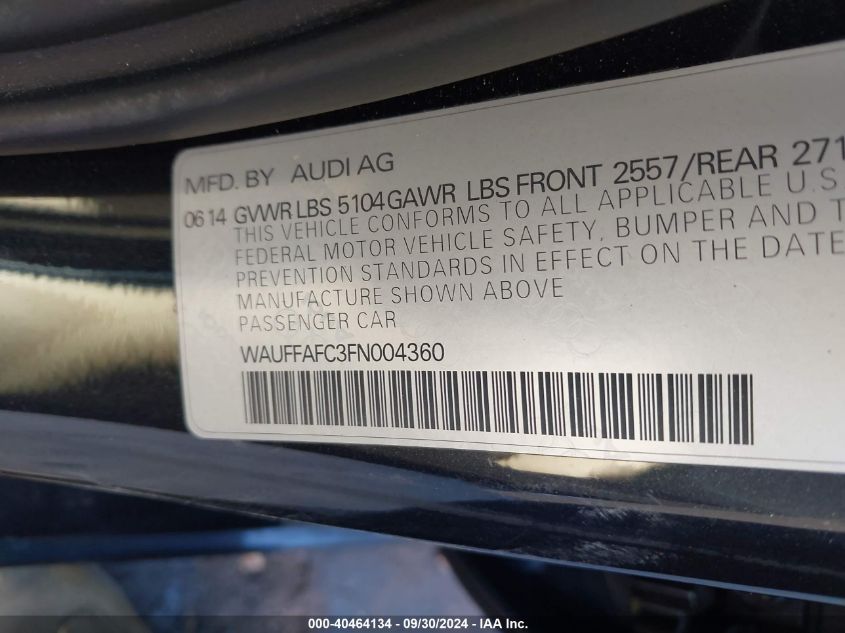 MFD. BY AUDI AG
06 14 GVWR LBS 5104 GAWR LBS FRONT 2557/REAR 271
THIS VEHICLE CONFORMS TO ALL APPLICABLE U.S
FEDERAL MOTOR VEHICLE SAFETY, BUMPER AND T
PREVENTION STANDARDS IN EFFECT ON THE DATE
MANUFACTURE SHOWN ABOVE
PASSENGER CAR
WAUFFAFC3FN004360
000-40464134 - 09/30/2024 - IAA Inc.